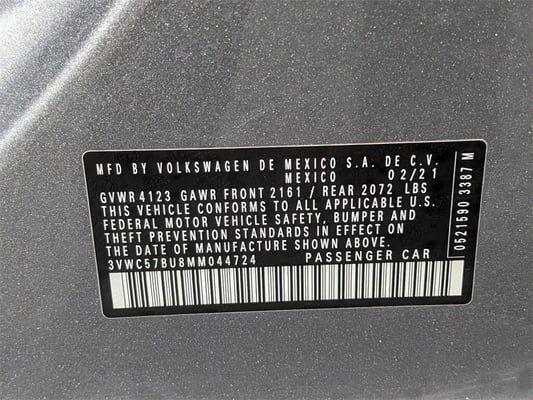 MFD BY VOLKSWAGEN DE MEXICO S.A. DE C.V.
MEXICO 02/21
GVWR 4123 GAWR FRONT 2161 / REAR 2072 LBS
THIS VEHICLE CONFORMS TO ALL APPLICABLE U.S.
FEDERAL MOTOR VEHICLE SAFETY, BUMPER AND
THEFT PREVENTION STANDARDS IN EFFECT ON
THE DATE OF MANUFACTURE SHOWN ABOVE.
3VWC57BU8MM044724 PASSENGER CAR
0521590 3387 M